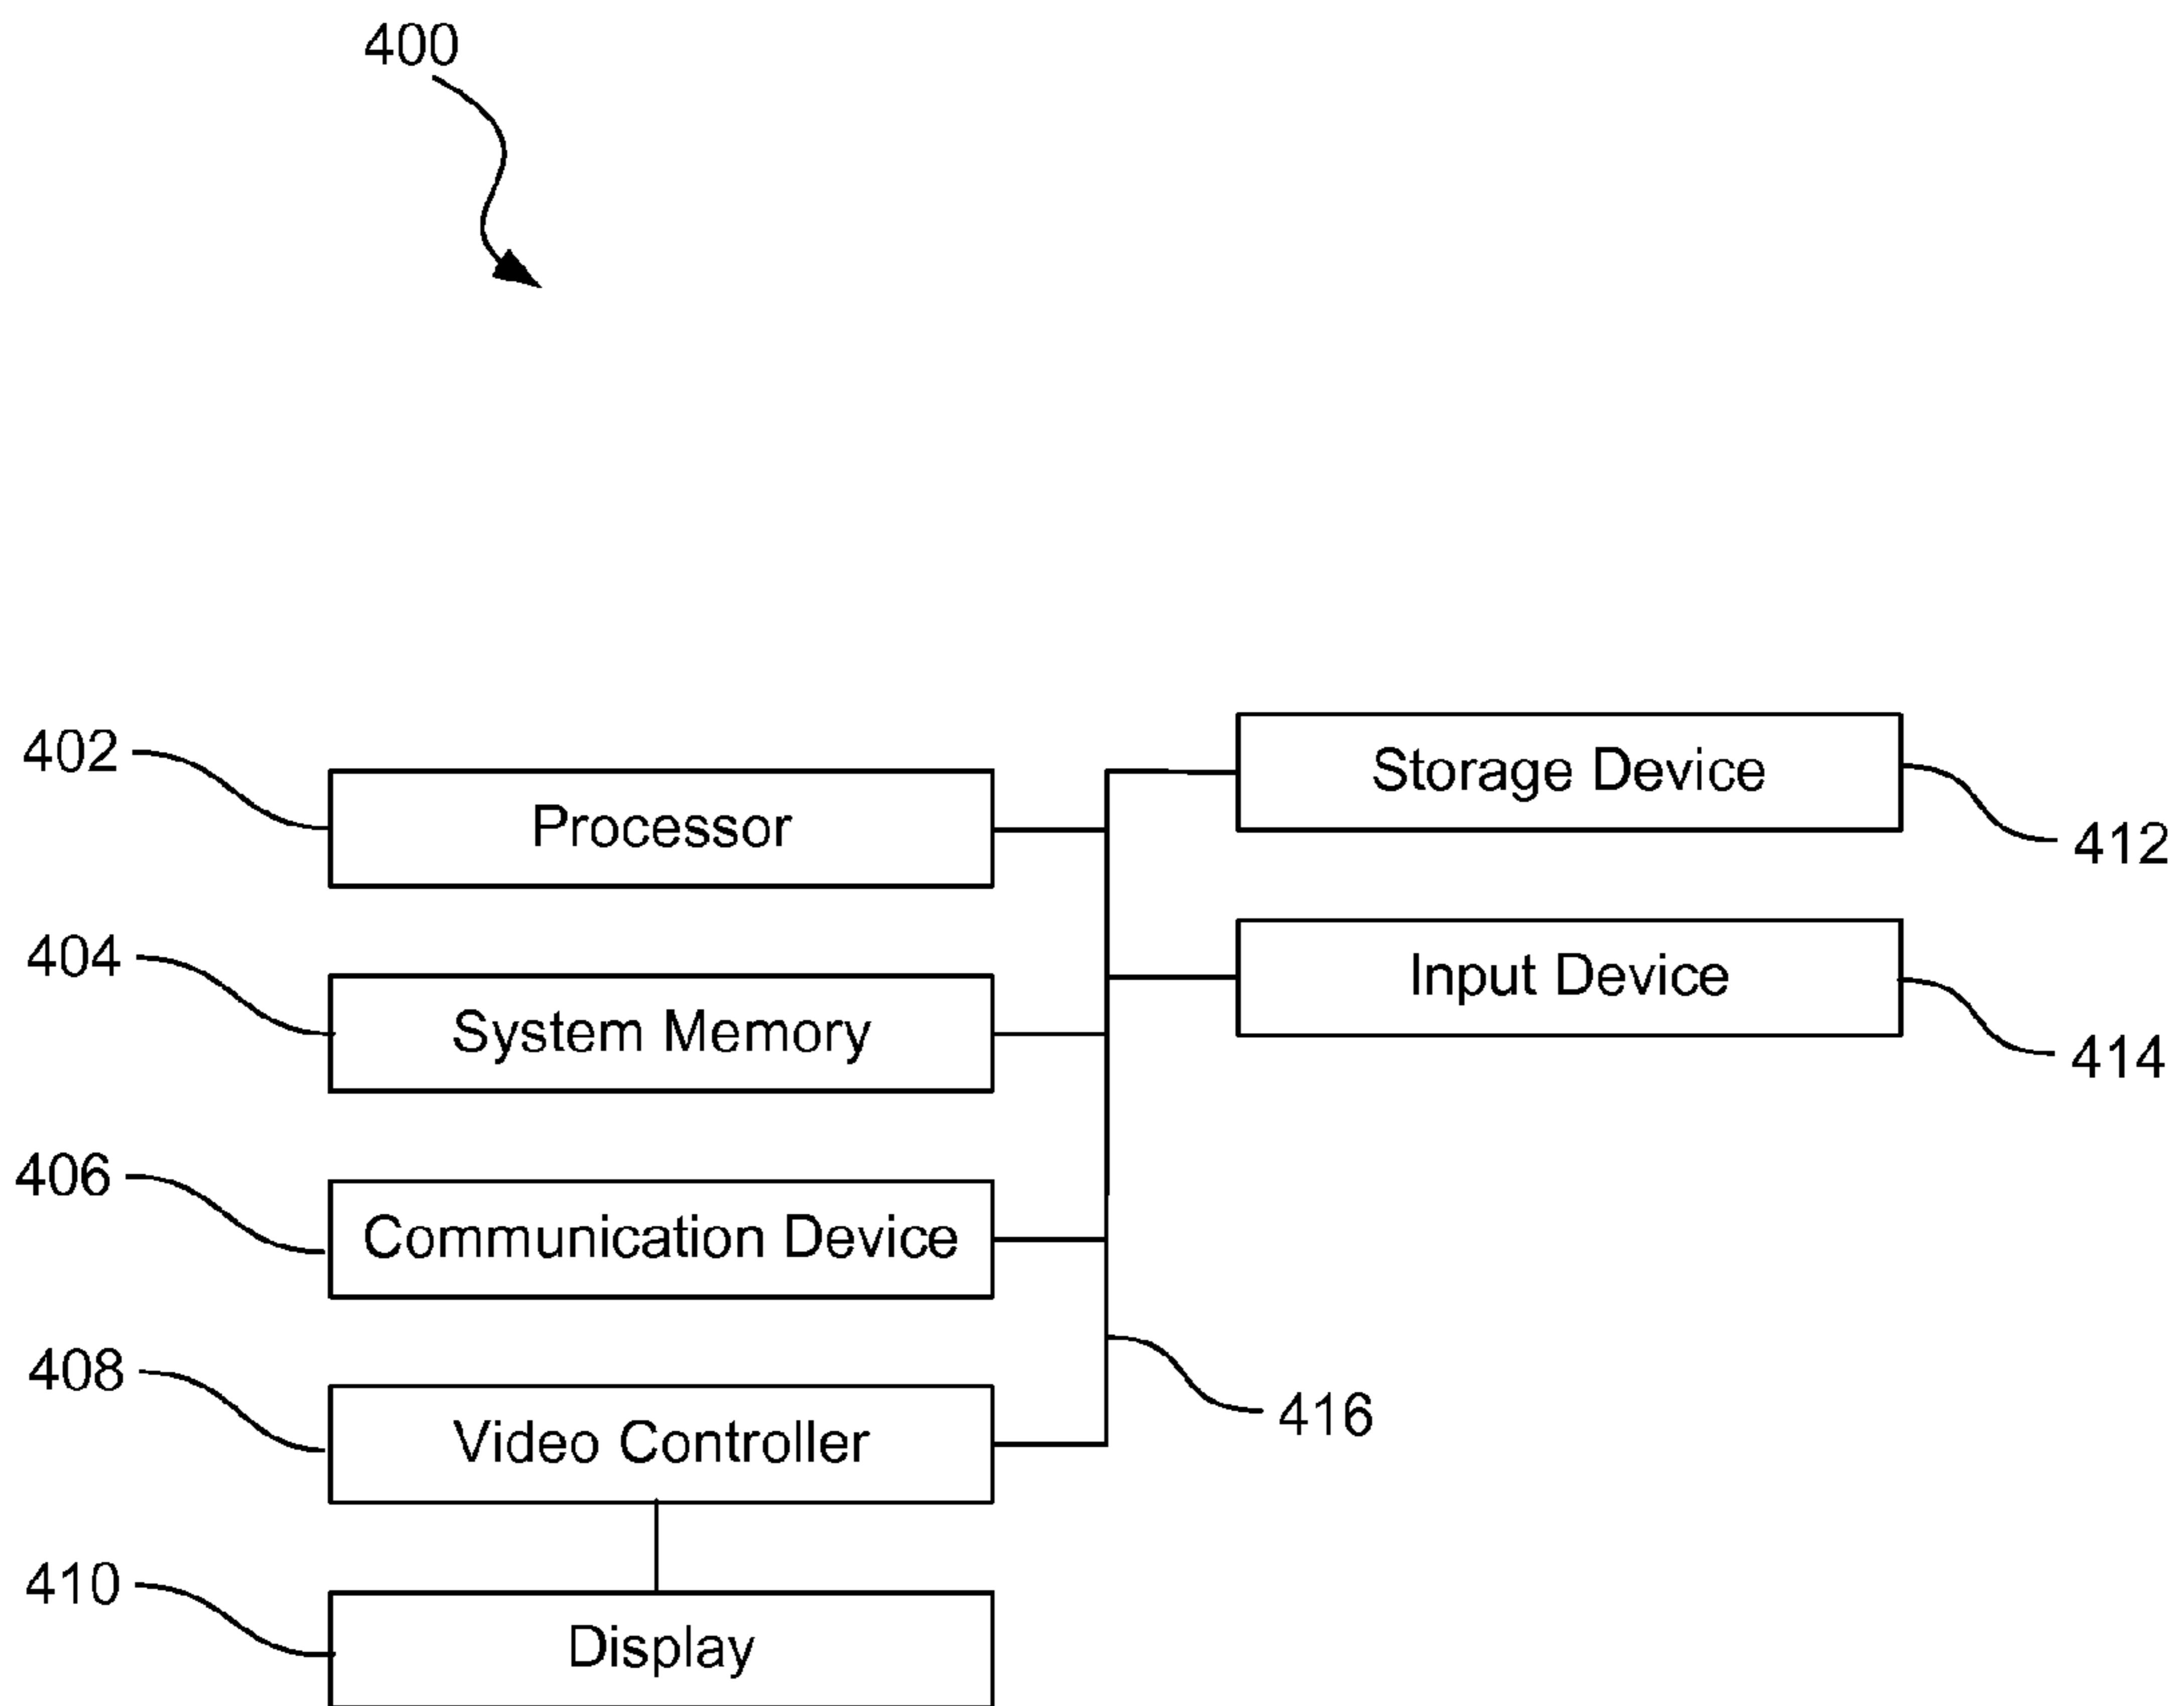 400
402
Processor
Storage Device
412
404
System Memory
Input Device
414
406
Communication Device
408
Video Controller
416
410
Display